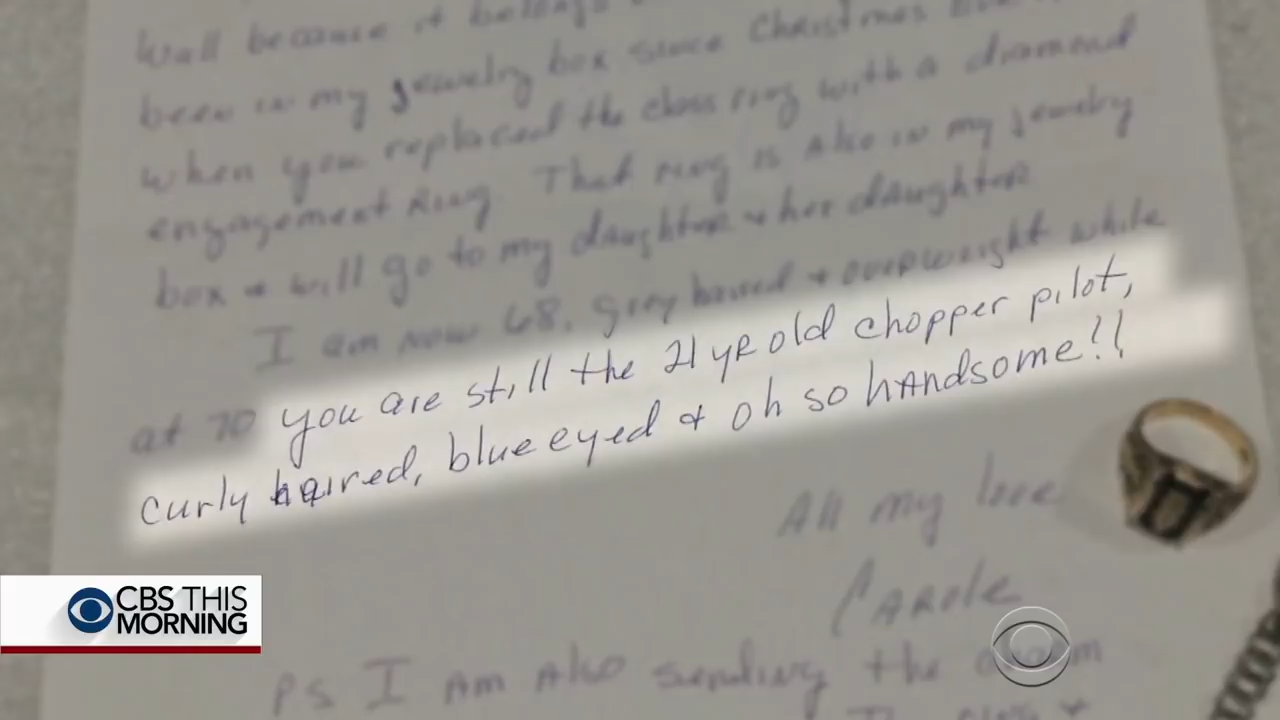 Wall because it belongs
been in my jewelry box since Christmas
when you replaced the class ring with a diamond
engagement Ring. That ring is also in my jewelry
box & will go to my daughter & her daughter
I am now 68, grey haired & overweight while
at 70 you are still the 21 yr old chopper pilot,
curly haired, blue eyed & oh so handsome!!
All my love
Carole
PS I Am Also sending the charm
CBS THIS
MORNING